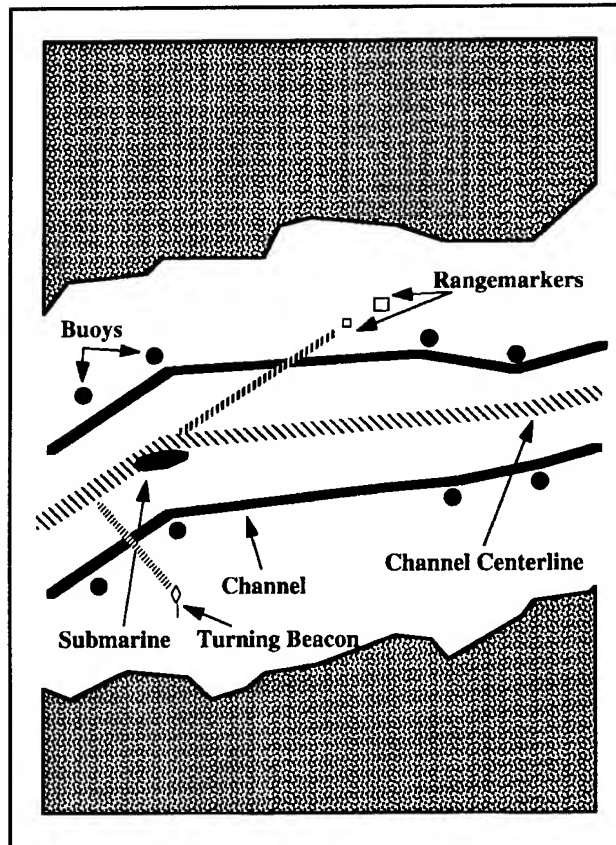 Rangemarkers
Buoys
Channel Centerline
Channel
Submarine
Turning Beacon